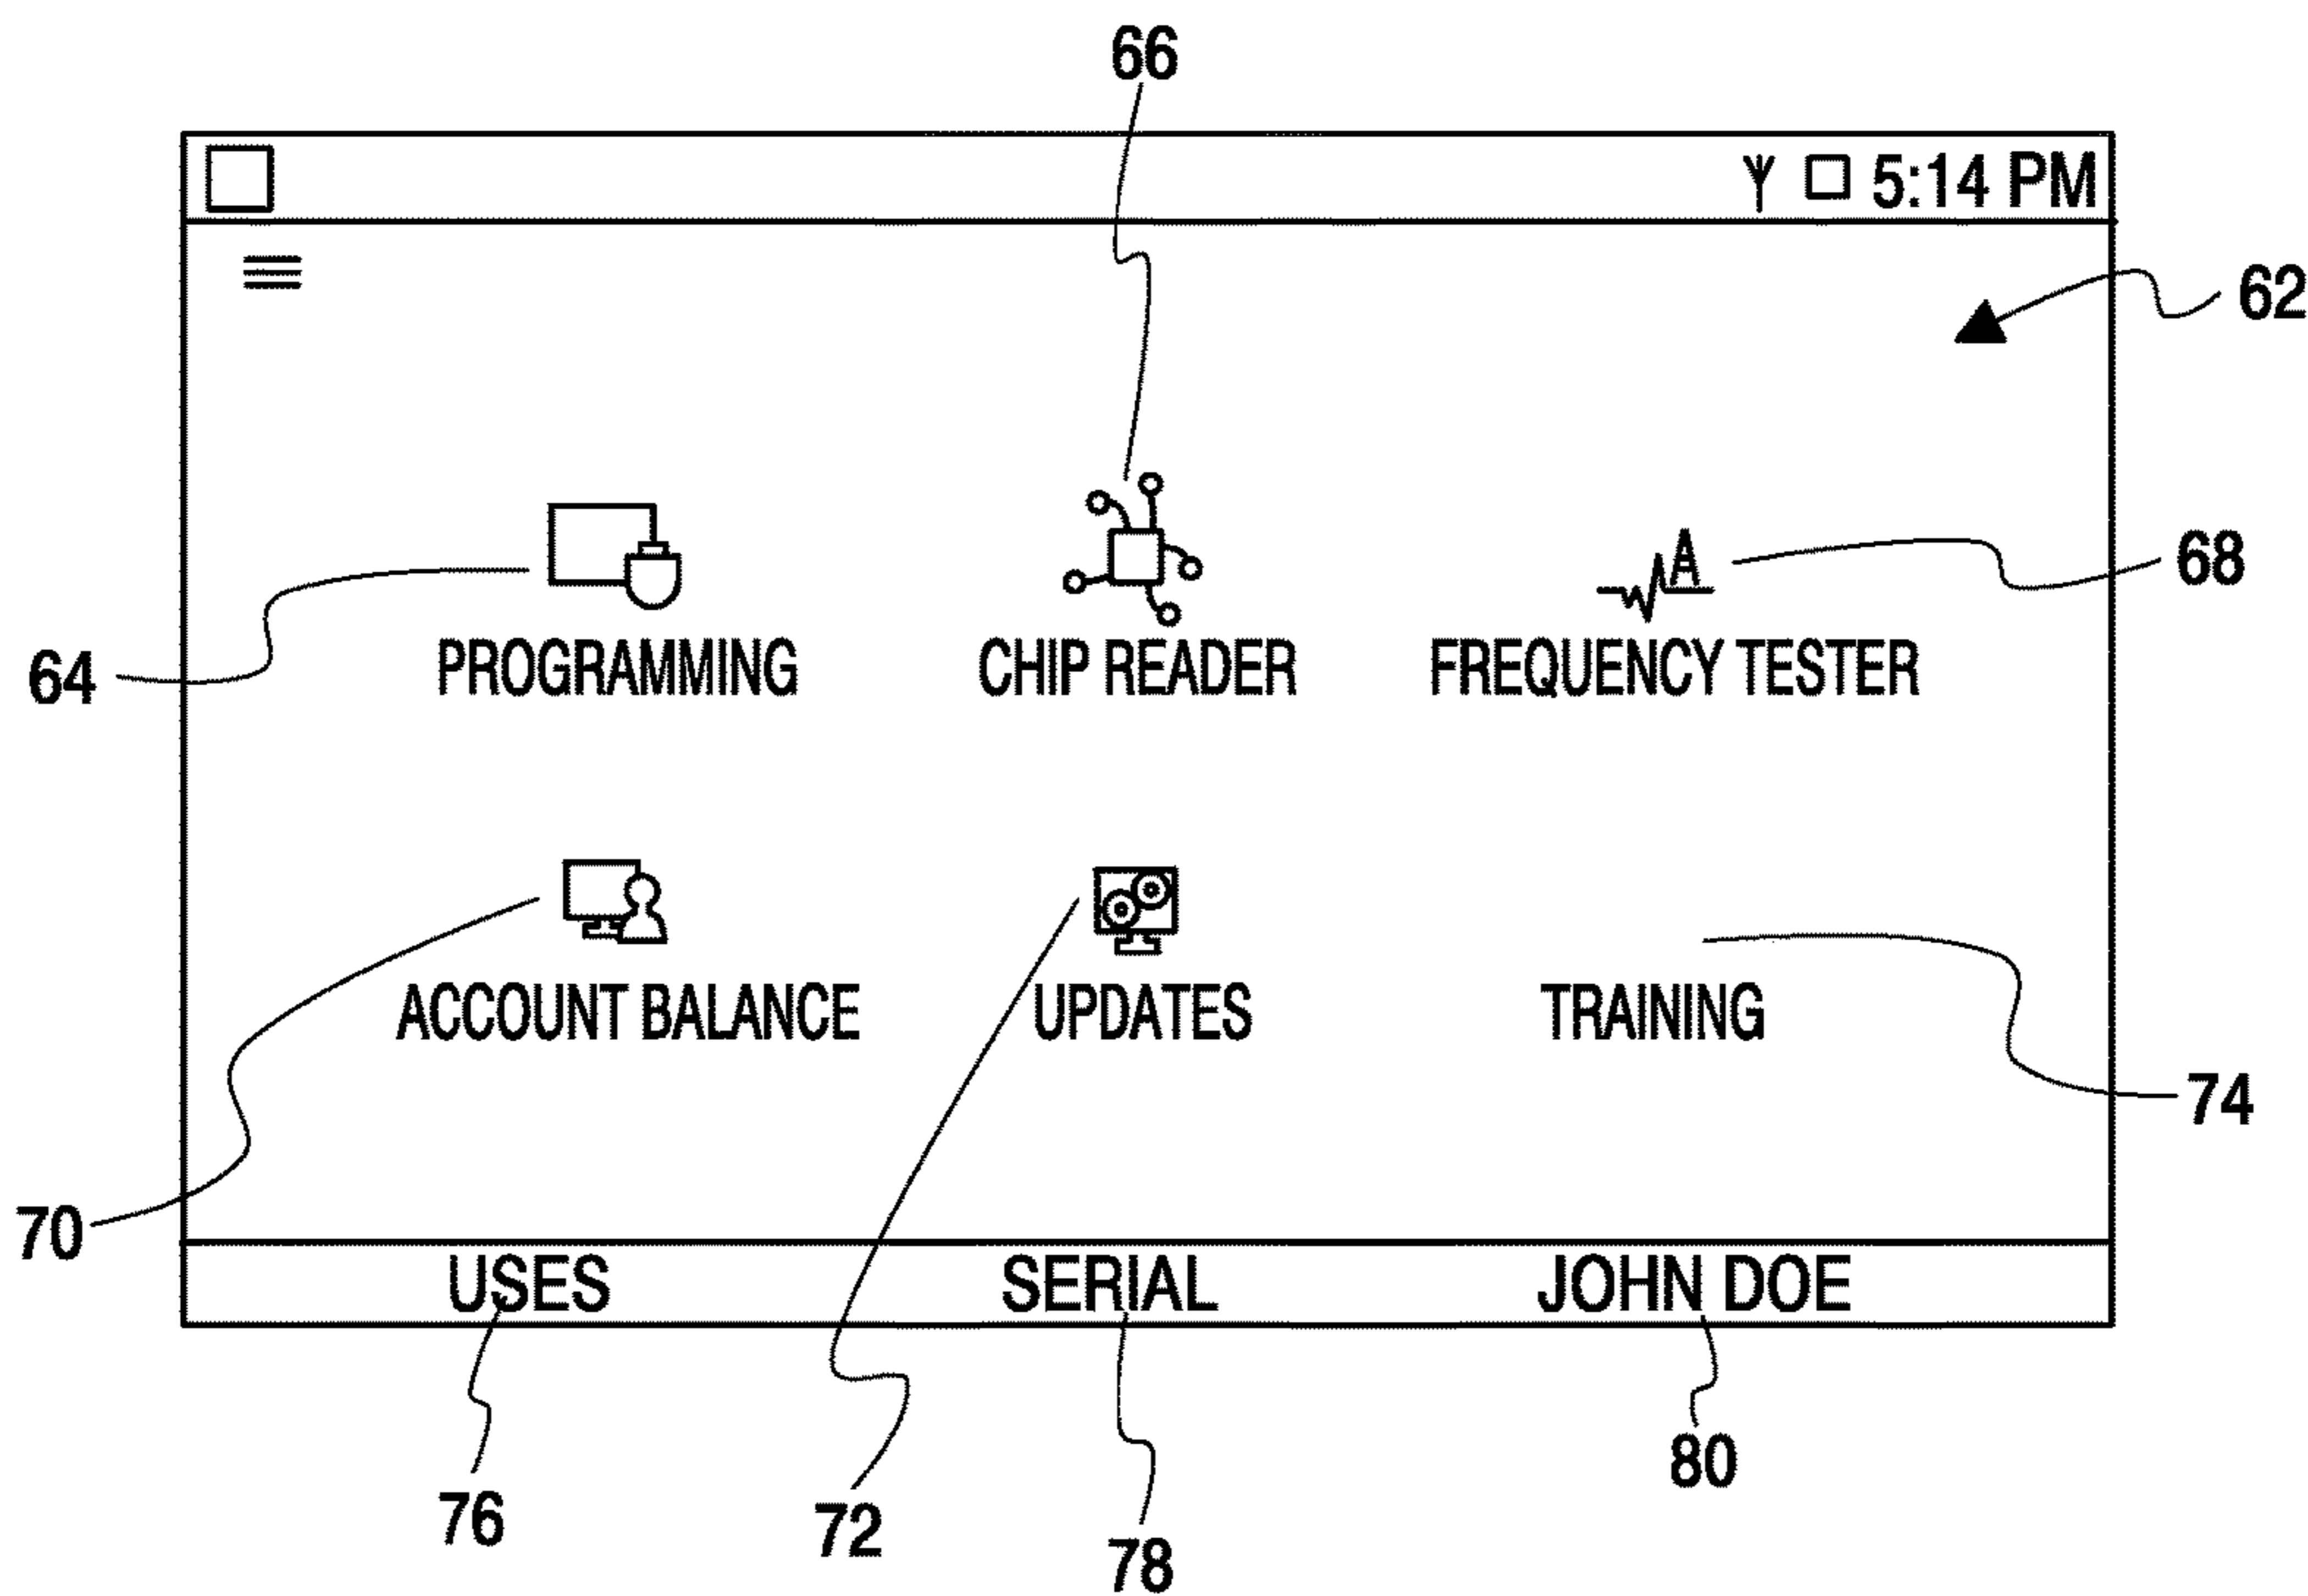 66
5:14 PM
62
64
PROGRAMMING
CHIP READER
A
FREQUENCY TESTER
68
ACCOUNT BALANCE
UPDATES
TRAINING
74
70
USES
SERIAL
JOHN DOE
76
72
78
80